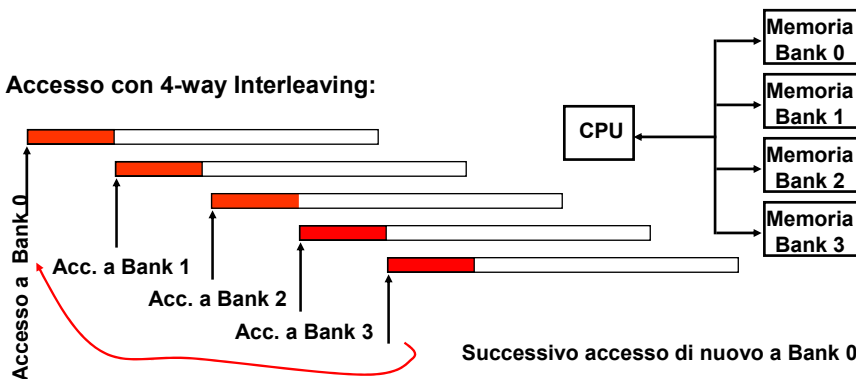 Accesso con 4-way Interleaving:
Accesso a Bank 0
Acc. a Bank 1
Acc. a Bank 2
Acc. a Bank 3
Successivo accesso di nuovo a Bank 0
CPU
Memoria
Bank 0
Memoria
Bank 1
Memoria
Bank 2
Memoria
Bank 3